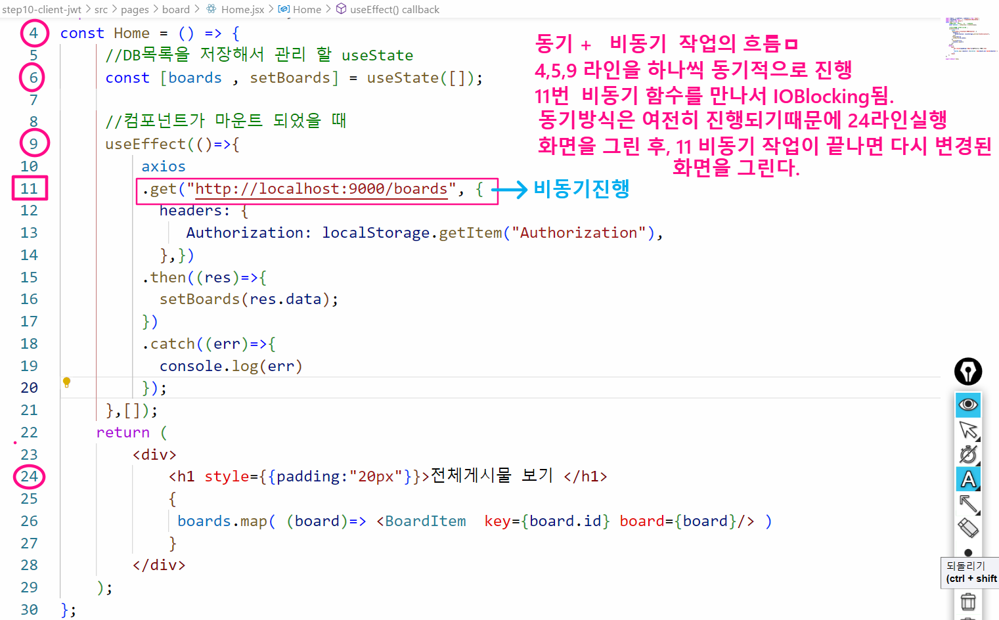 step10-client-jwt > src > pages > board > Home.jsx > Home > useEffect() callback
4 const Home = () => {
5 //DB목록을 저장해서 관리 할 useState
6 const [boards , setBoards] = useState([]);
7
8 //컴포넌트가 마운트 되었을 때
9 useEffect(()=>{
10 axios
11 .get("http://localhost:9000/boards", {
12 headers: {
13 Authorization: localStorage.getItem("Authorization"),
14 },})
15 .then((res)=>{
16 setBoards(res.data);
17 })
18 .catch((err)=>{
19 console.log(err)
20 });
21 },[]);
22 return (
23 <div>
24 <h1 style={{padding:"20px"}}>전체게시물 보기 </h1>
25 {
26 boards.map( (board)=> <BoardItem key={board.id} board={board}/> )
27 }
28 </div>
29 );
30 };
동기 + 비동기 작업의 흐름ㅁ
4,5,9 라인을 하나씩 동기적으로 진행
11번 비동기 함수를 만나서 IOBlocking됨.
동기방식은 여전히 진행되기때문에 24라인실행
화면을 그린 후, 11 비동기 작업이 끝나면 다시 변경된
화면을 그린다.
비동기진행
A
되돌리기
(ctrl + shift